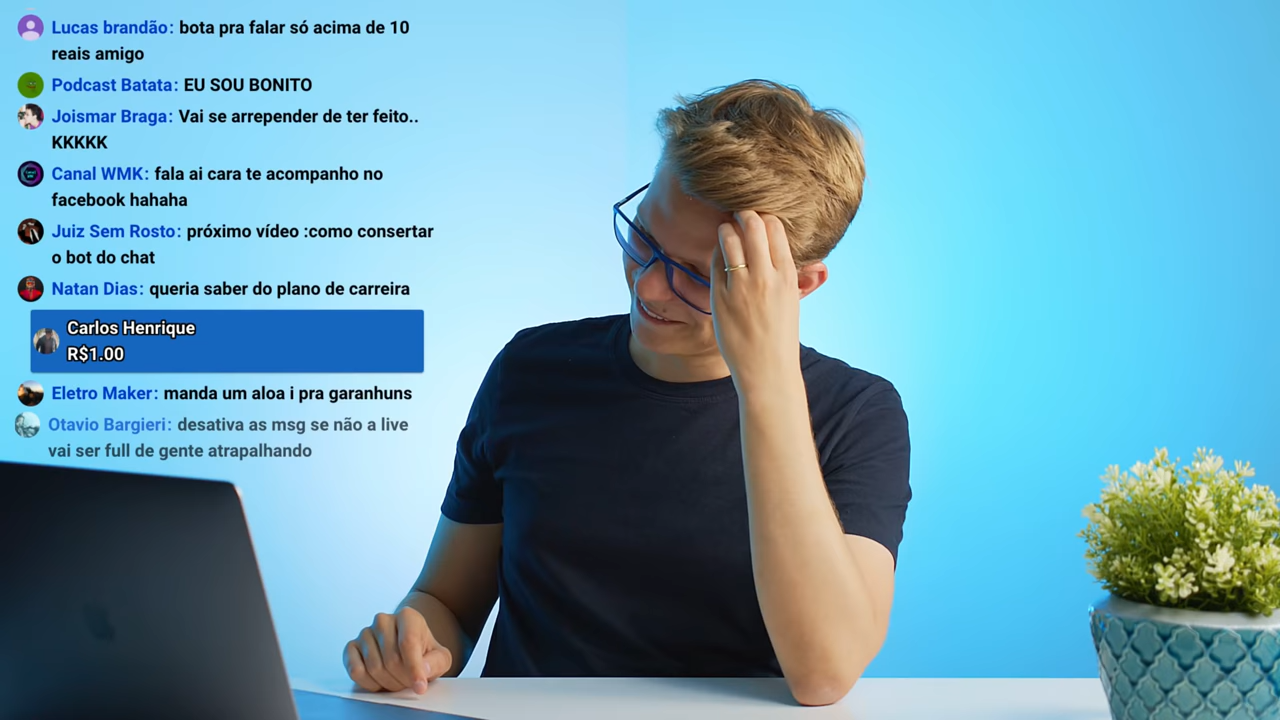 Lucas brandão: bota pra falar só acima de 10
reais amigo
Podcast Batata: EU SOU BONITO
Joismar Braga: Vai se arrepender de ter feito..
KKKKK
Canal WMK: fala ai cara te acompanho no
facebook hahaha
Juiz Sem Rosto: próximo vídeo :como consertar
o bot do chat
Natan Dias: queria saber do plano de carreira
Carlos Henrique
R$1.00
Eletro Maker: manda um aloa i pra garanhuns
Otavio Bargieri: desativa as msg se não a live
vai ser full de gente atrapalhando